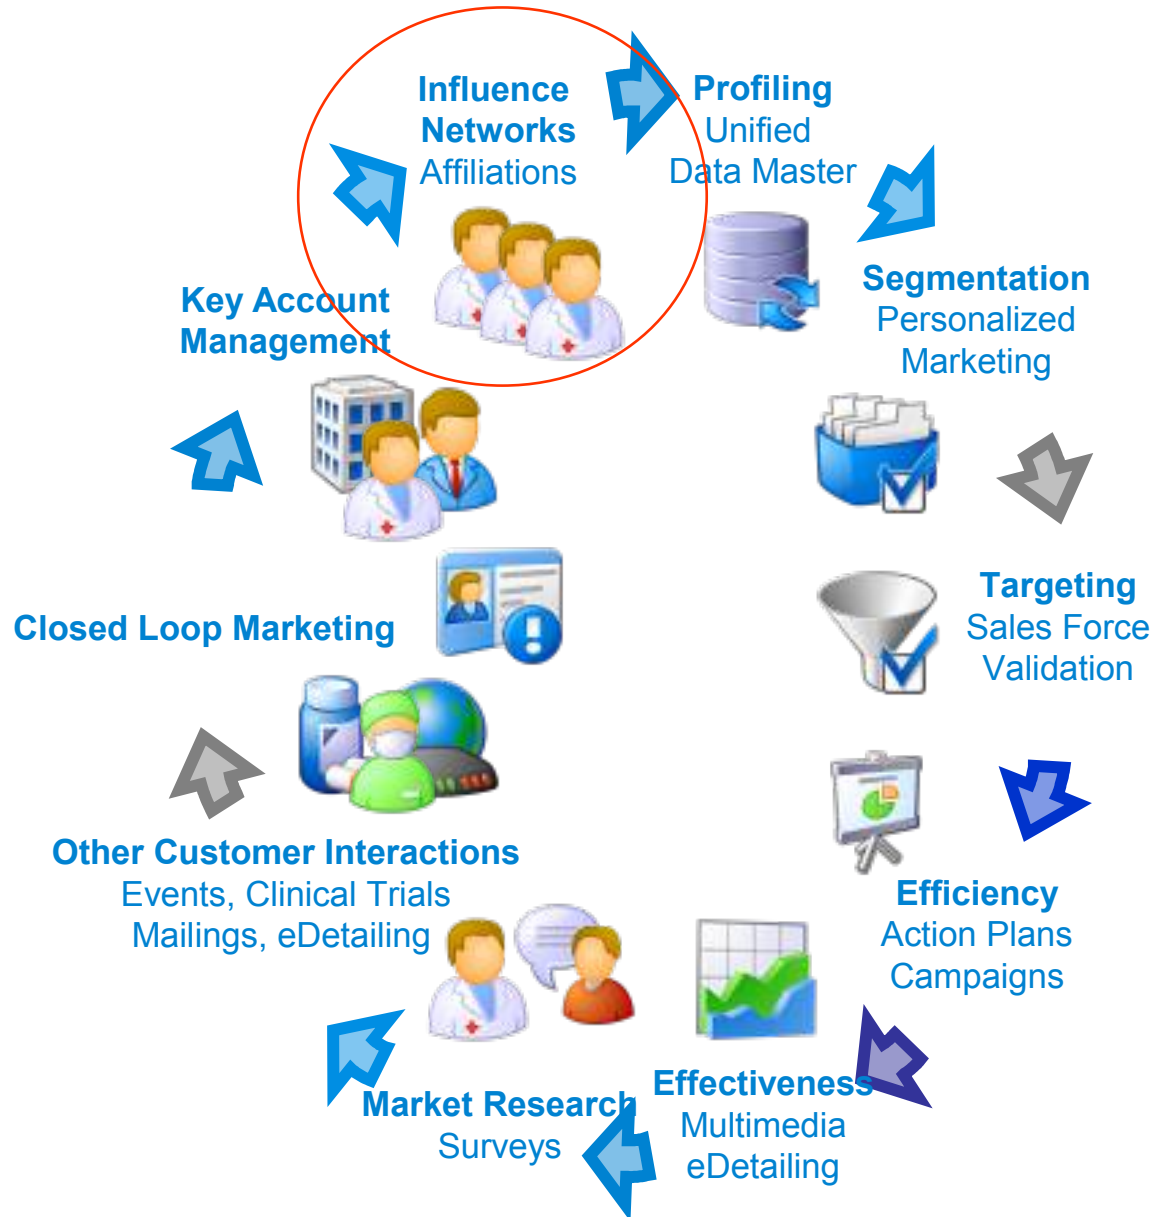 Influence
Networks
Affiliations
Profiling
Unified
Data Master
Segmentation
Personalized
Marketing
Targeting
Sales Force
Validation
Efficiency
Action Plans
Campaigns
Effectiveness
Multimedia
eDetailing
Market Research
Surveys
Other Customer Interactions
Events, Clinical Trials
Mailings, eDetailing
Closed Loop Marketing
Key Account
Management